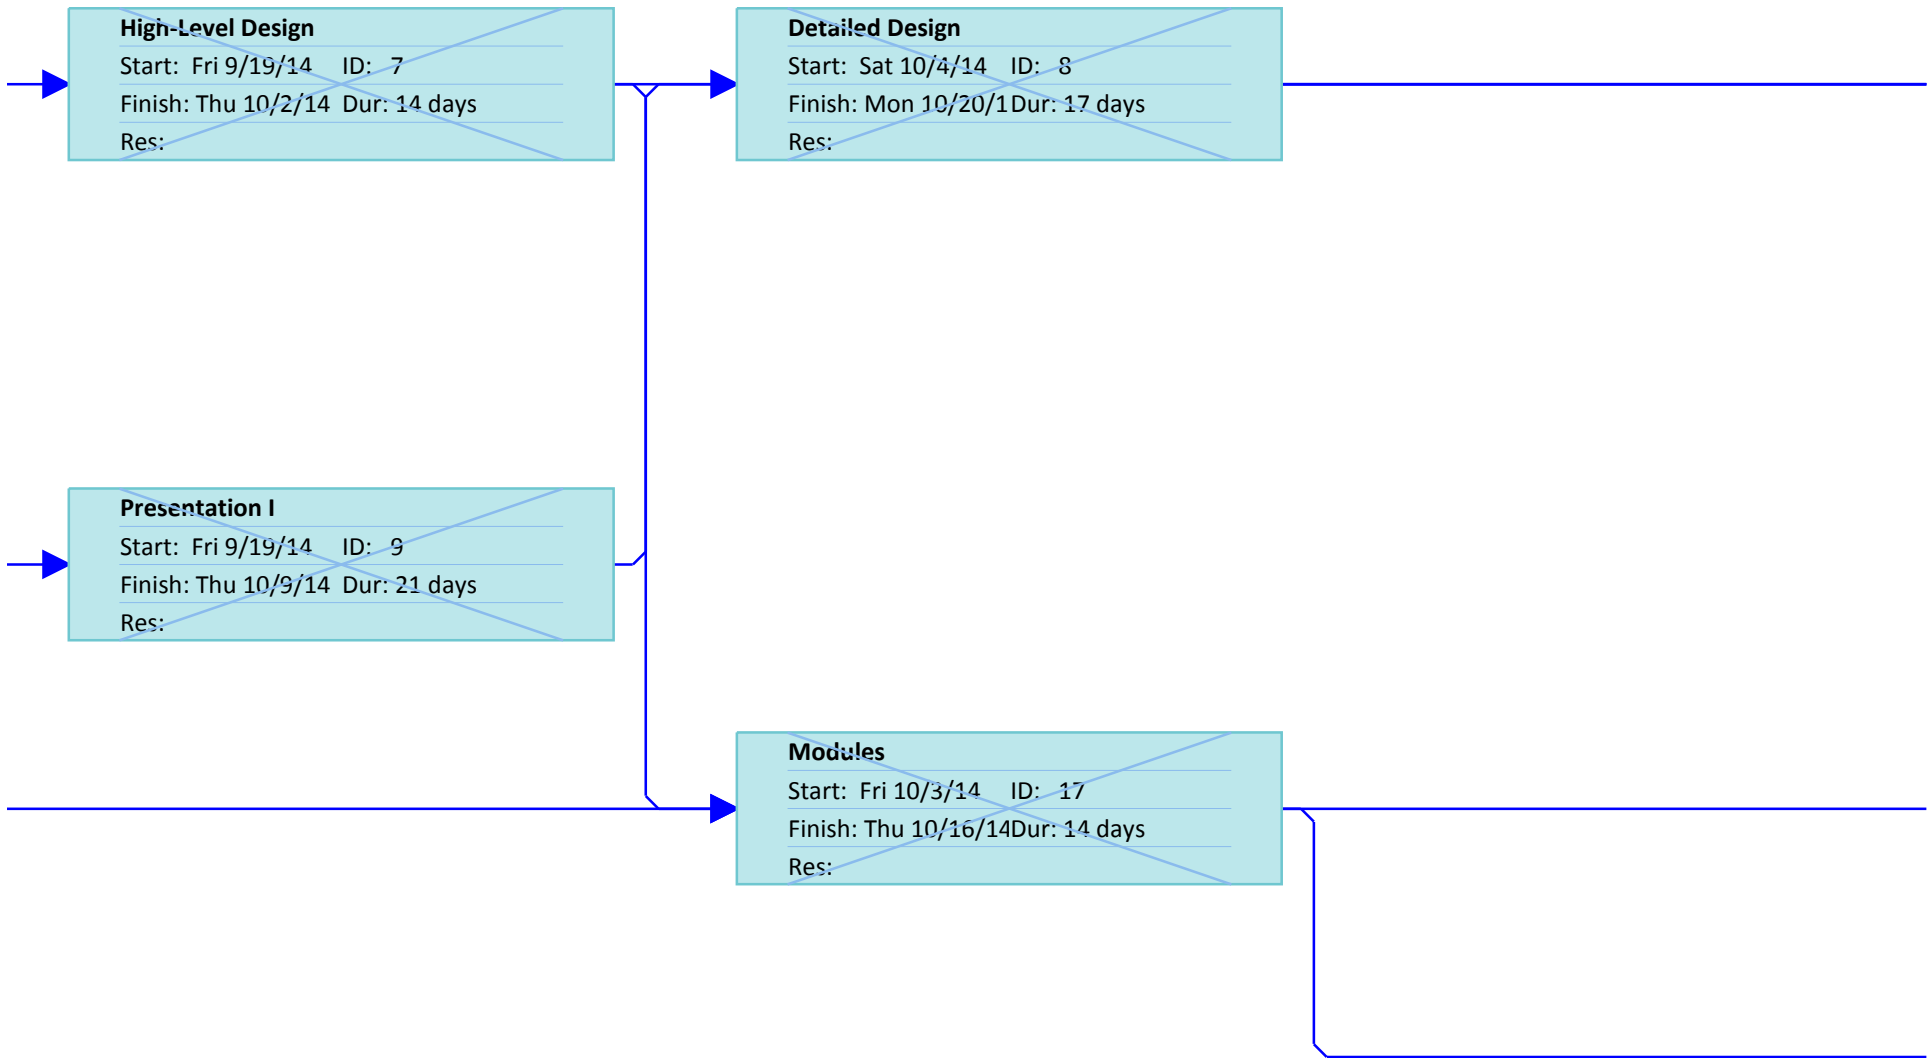 High-Level Design
Start: Fri 9/19/14 ID: 7
Finish: Thu 10/2/14 Dur: 14 days
Res:
Detailed Design
Start: Sat 10/4/14 ID: 8
Finish: Mon 10/20/1 Dur: 17 days
Res:
Presentation I
Start: Fri 9/19/14 ID: 9
Finish: Thu 10/9/14 Dur: 21 days
Res:
Modules
Start: Fri 10/3/14 ID: 17
Finish: Thu 10/16/14 Dur: 14 days
Res: